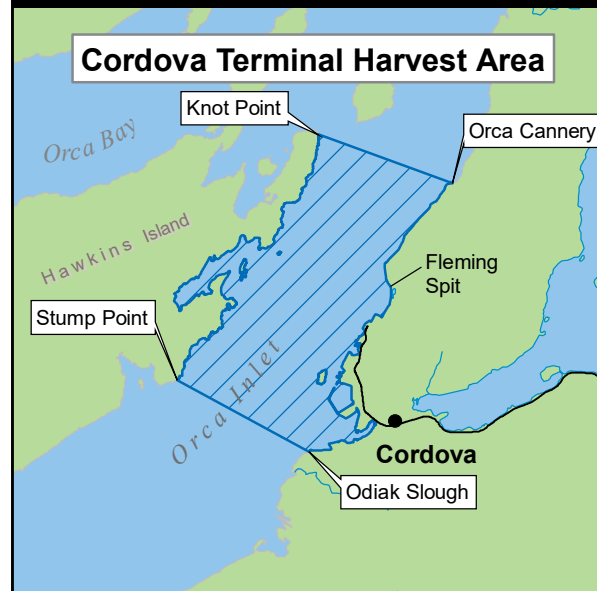 Cordova Terminal Harvest Area
Knot Point
Orca Bay
Orca Cannery
Hawkins Island
Fleming
Spit
Stump Point
Orca Inlet
Cordova
Odiak Slough